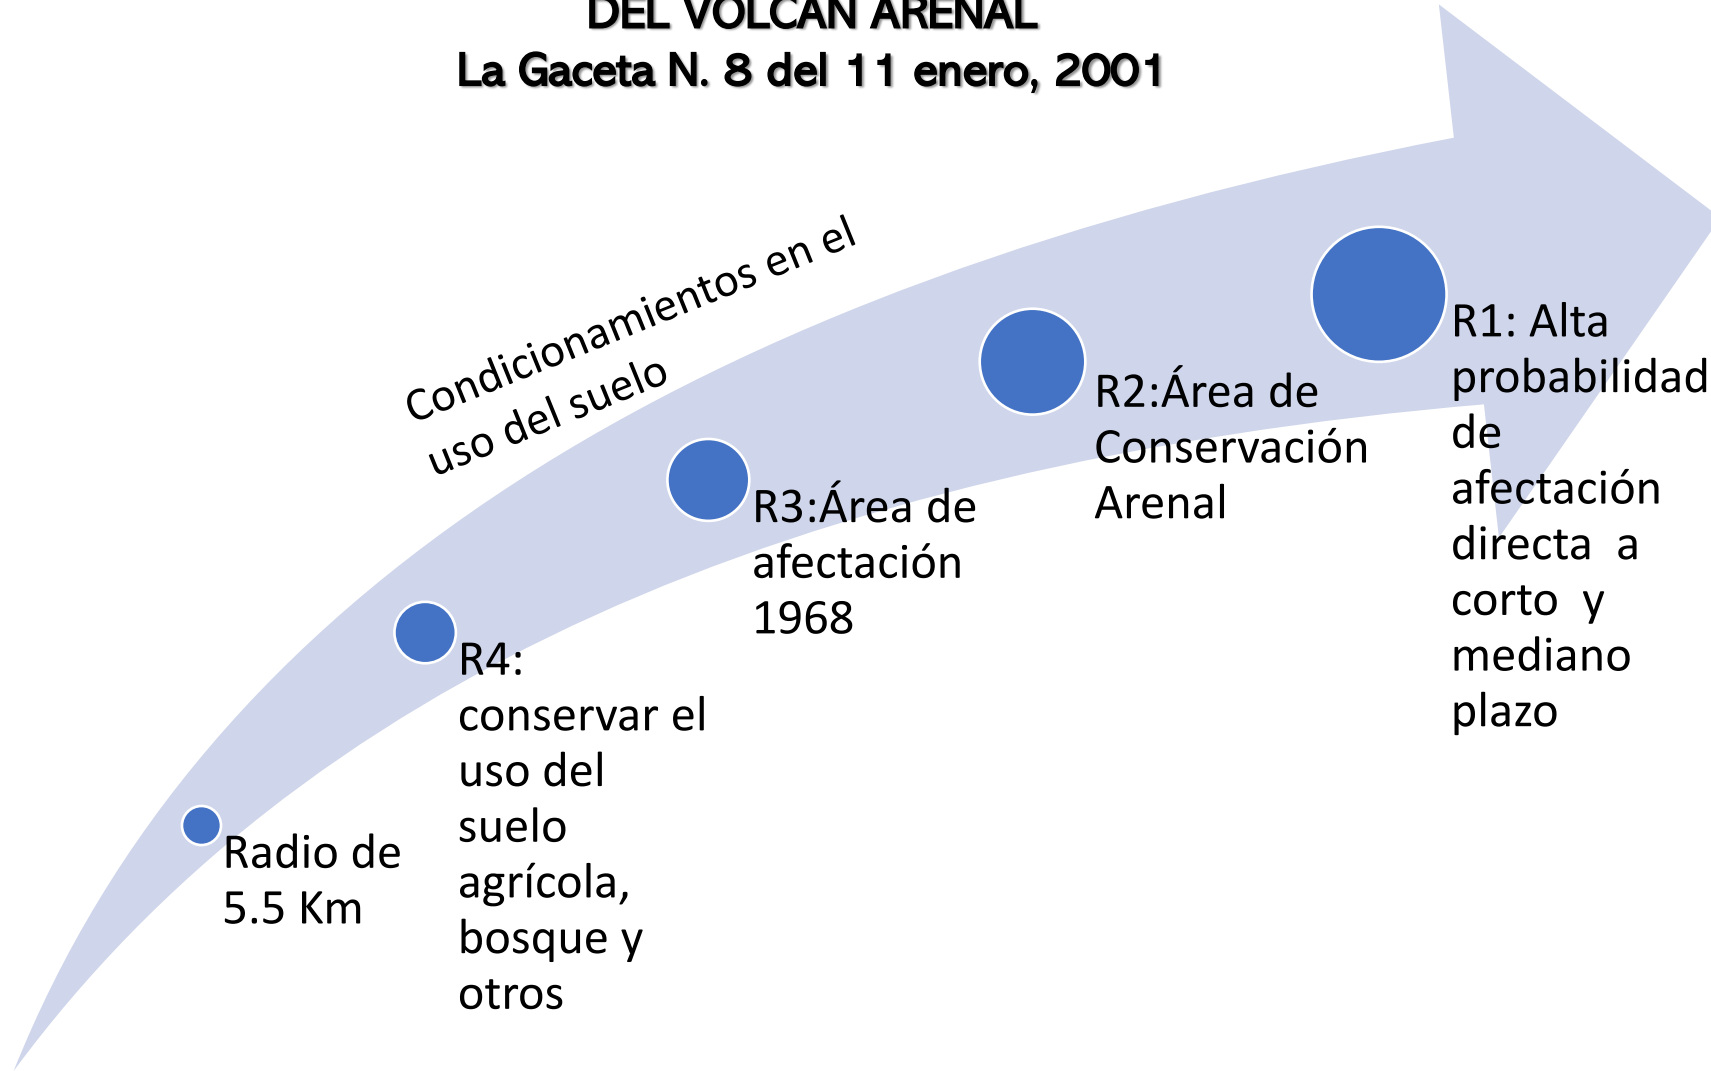 DEL VOLCÁN ARENAL
La Gaceta N. 8 del 11 enero, 2001
Condicionamientos en el
uso del suelo
Radio de
5.5 Km
R4:
conservar el
uso del
suelo
agrícola,
bosque y
otros
R3:Área de
afectación
1968
R2:Área de
Conservación
Arenal
R1: Alta
probabilidad
de
afectación
directa a
corto y
mediano
plazo